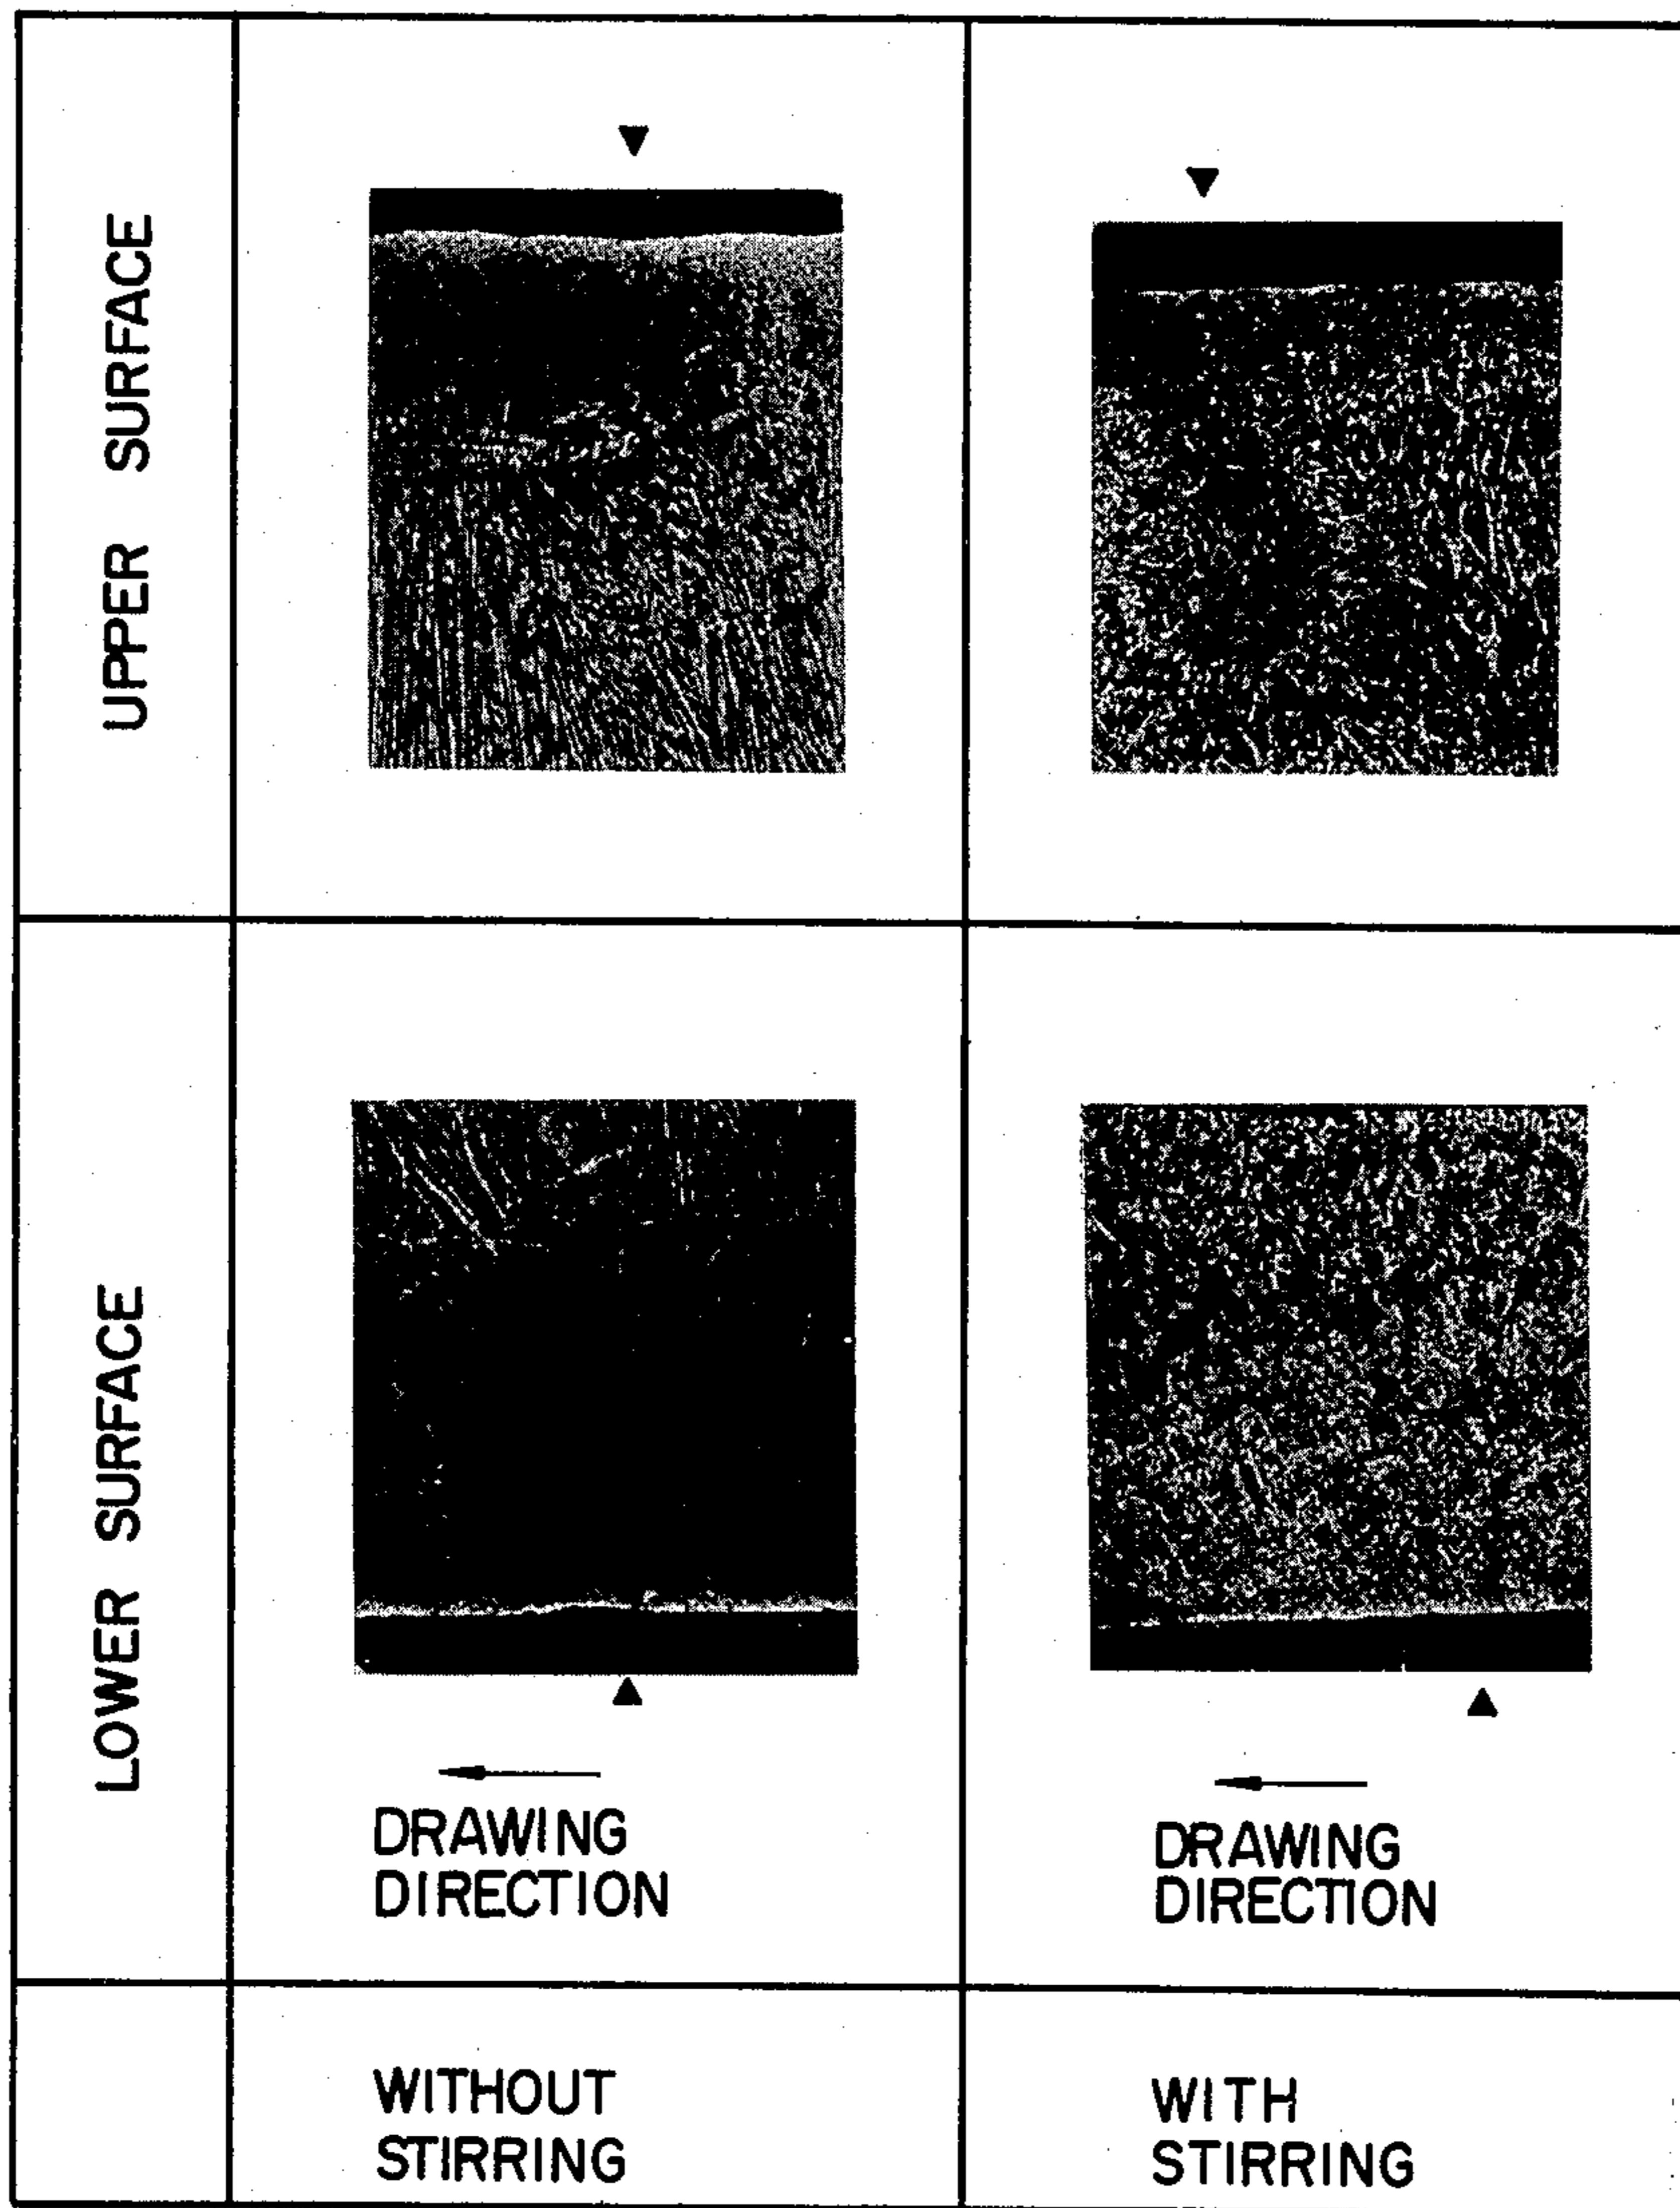 UPPER SURFACE
LOWER SURFACE
DRAWING
DIRECTION
DRAWING
DIRECTION
WITHOUT
STIRRING
WITH
STIRRING